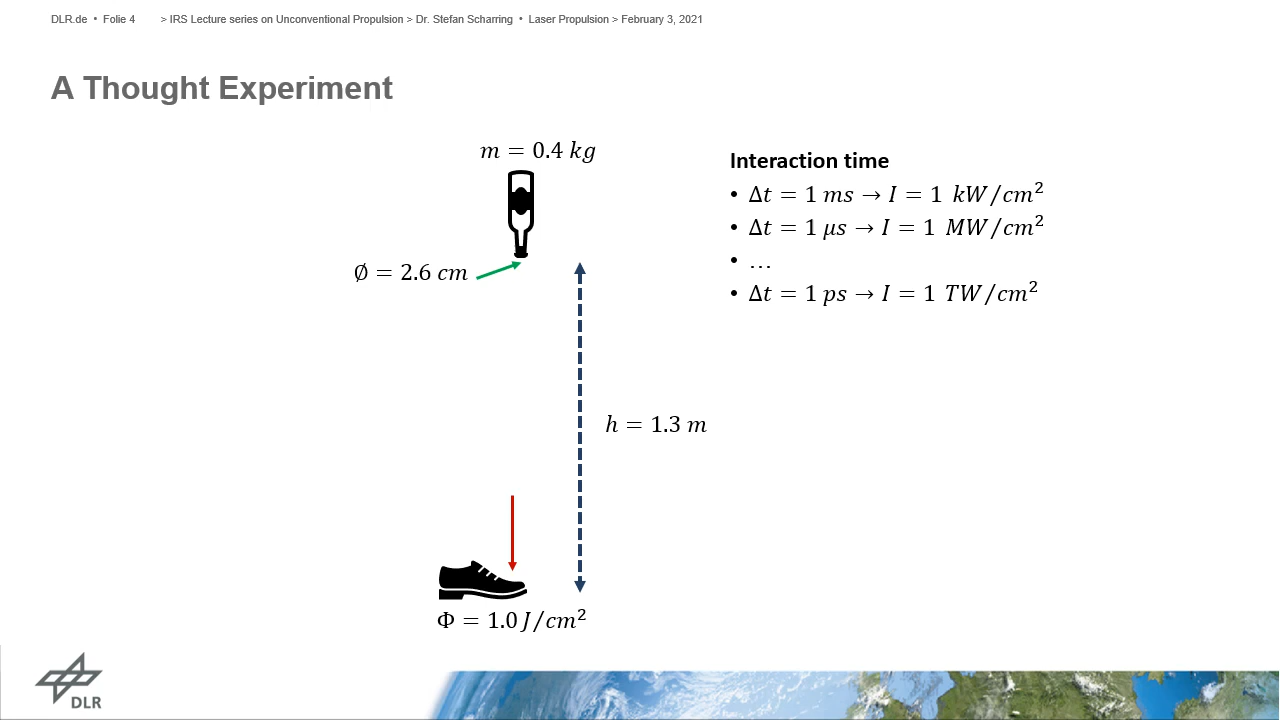 DLR.de • Folie 4 > IRS Lecture series on Unconventional Propulsion > Dr. Stefan Scharring • Laser Propulsion > February 3, 2021
A Thought Experiment
m = 0.4 kg
Ø = 2.6 cm
h = 1.3 m
Φ = 1.0 J/cm²
Interaction time
• Δt = 1 ms → I = 1 kW/cm²
• Δt = 1 μs → I = 1 MW/cm²
• …
• Δt = 1 ps → I = 1 TW/cm²
DLR